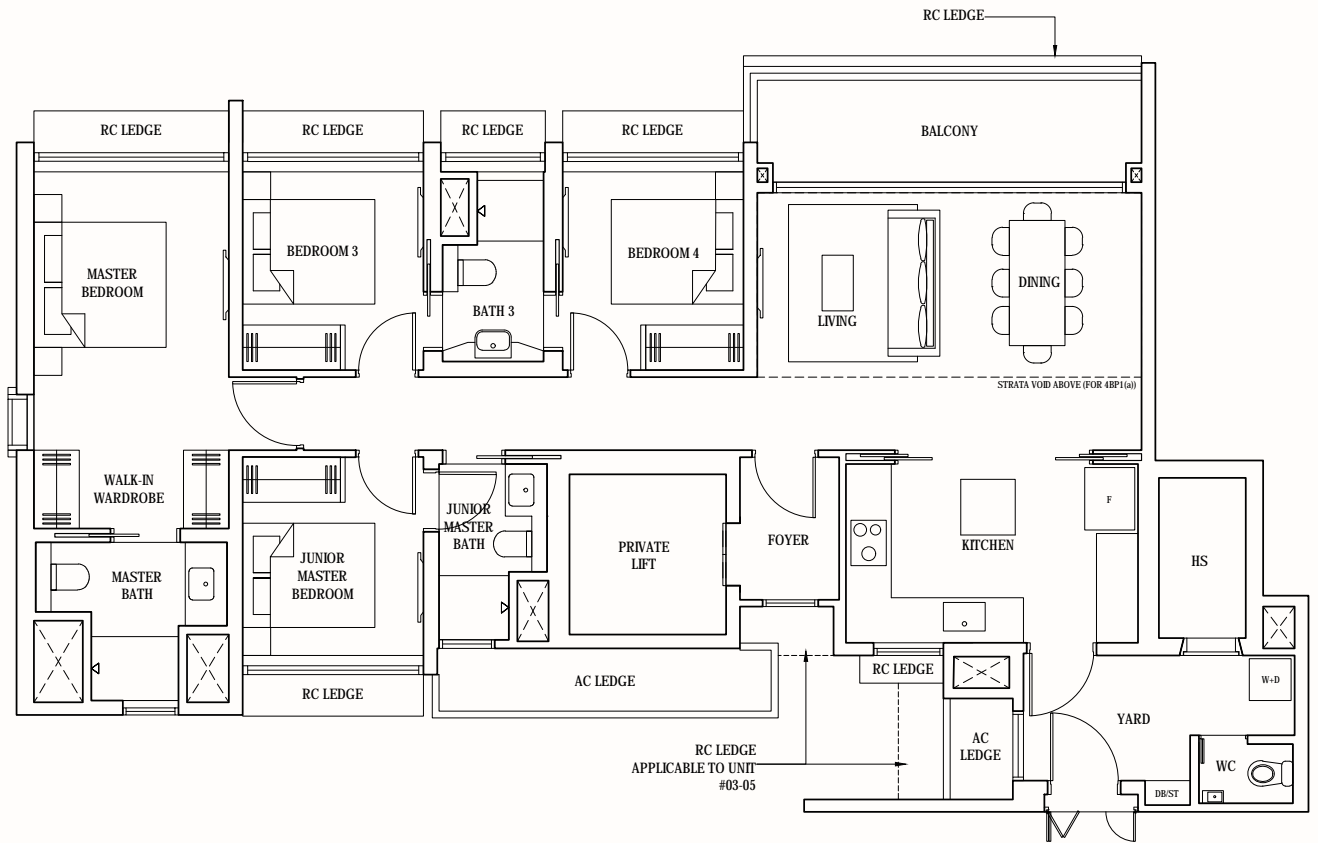 RC LEDGE
RC LEDGE
RC LEDGE
RC LEDGE
RC LEDGE
BALCONY
MASTER
BEDROOM
BEDROOM 3
BATH 3
BEDROOM 4
LIVING
DINING
STRATA VOID ABOVE (FOR 4BP1(a))
WALK-IN
WARDROBE
JUNIOR
MASTER
BATH
PRIVATE
LIFT
FOYER
KITCHEN
F
HS
MASTER
BATH
JUNIOR
MASTER
BEDROOM
RC LEDGE
AC LEDGE
RC LEDGE
W+D
YARD
AC
LEDGE
WC
DB/ST
RC LEDGE
APPLICABLE TO UNIT
#03-05